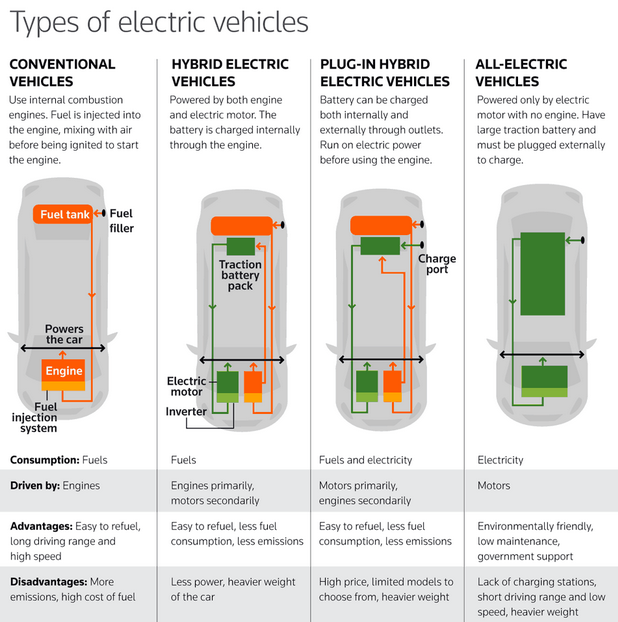 Types of electric vehicles
CONVENTIONAL
VEHICLES
Use internal combustion
engines. Fuel is injected into
the engine, mixing with air
before being ignited to start
the engine.
HYBRID ELECTRIC
VEHICLES
Powered by both engine
and electric motor. The
battery is charged internally
through the engine.
PLUG-IN HYBRID
ELECTRIC VEHICLES
Battery can be charged
both internally and
externally through outlets.
Run on electric power
before using the engine.
ALL-ELECTRIC
VEHICLES
Powered only by electric
motor with no engine. Have
large traction battery and
must be plugged externally
to charge.
Fuel tank
Fuel
filler
Powers
the car
Engine
Fuel
injection
system
Traction
battery
pack
Electric
motor
Inverter
Charge
port
Consumption: Fuels
Fuels
Fuels and electricity
Electricity
Driven by: Engines
Engines primarily,
motors secondarily
Motors primarily,
engines secondarily
Motors
Advantages: Easy to refuel,
long driving range and
high speed
Easy to refuel, less fuel
consumption, less emissions
Easy to refuel, less fuel
consumption, less emissions
Environmentally friendly,
low maintenance,
government support
Disadvantages: More
emissions, high cost of fuel
Less power, heavier weight
of the car
High price, limited models to
choose from, heavier weight
Lack of charging stations,
short driving range and low
speed, heavier weight